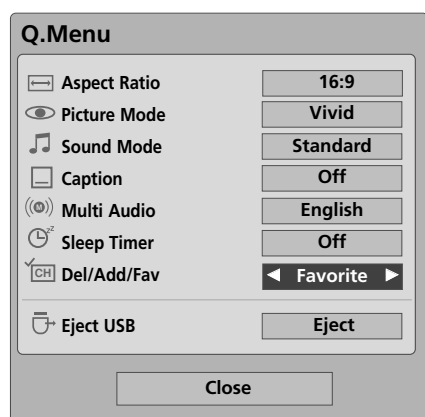 Q.Menu
Aspect Ratio 16:9
Picture Mode Vivid
Sound Mode Standard
Caption Off
((M)) Multi Audio English
zz Sleep Timer Off
CH Del/Add/Fav ◄ Favorite ►
Eject USB Eject
Close